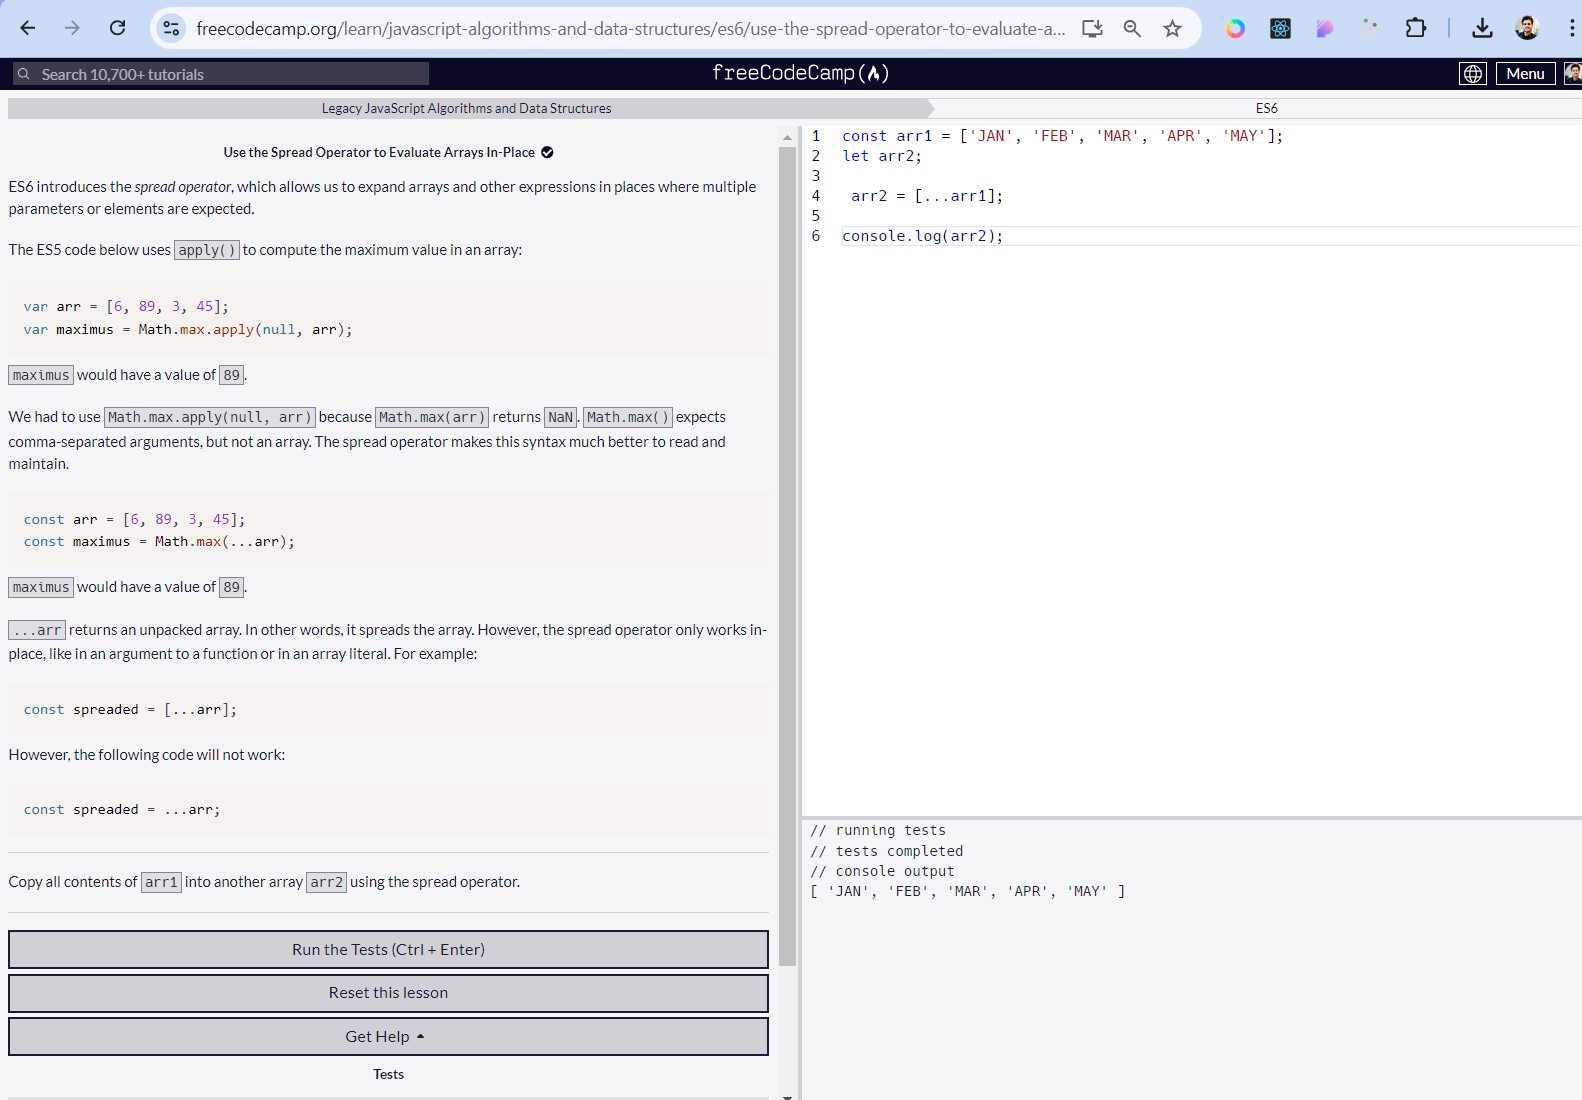 freecodecamp.org/learn/javascript-algorithms-and-data-structures/es6/use-the-spread-operator-to-evaluate-a...
Search 10,700+ tutorials
freeCodeCamp
Menu
Legacy JavaScript Algorithms and Data Structures
ES6
Use the Spread Operator to Evaluate Arrays In-Place
ES6 introduces the spread operator, which allows us to expand arrays and other expressions in places where multiple
parameters or elements are expected.
The ES5 code below uses apply() to compute the maximum value in an array:
var arr = [6, 89, 3, 45];
var maximus = Math.max.apply(null, arr);
maximus would have a value of 89.
We had to use Math.max.apply(null, arr) because Math.max(arr) returns NaN. Math.max() expects
comma-separated arguments, but not an array. The spread operator makes this syntax much better to read and
maintain.
const arr = [6, 89, 3, 45];
const maximus = Math.max(...arr);
maximus would have a value of 89.
...arr returns an unpacked array. In other words, it spreads the array. However, the spread operator only works in-
place, like in an argument to a function or in an array literal. For example:
const spreaded = [...arr];
However, the following code will not work:
const spreaded = ...arr;
Copy all contents of arr1 into another array arr2 using the spread operator.
Run the Tests (Ctrl + Enter)
Reset this lesson
Get Help
Tests
1 const arr1 = ['JAN', 'FEB', 'MAR', 'APR', 'MAY'];
2 let arr2;
3
4 arr2 = [...arr1];
5
6 console.log(arr2);
// running tests
// tests completed
// console output
[ 'JAN', 'FEB', 'MAR', 'APR', 'MAY' ]